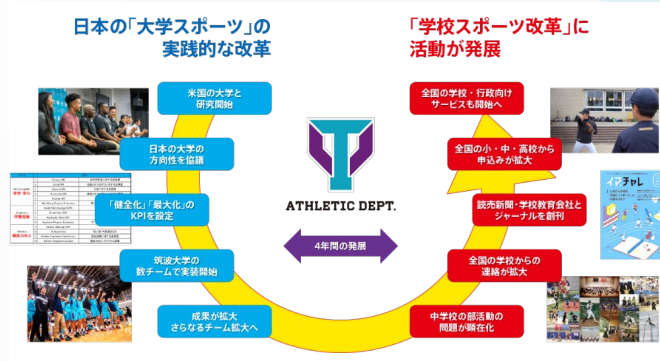 日本の「大学スポーツ」の
実践的な改革
「学校スポーツ改革」に
活動が発展
米国の大学と
研究開始
日本の大学の
方向性を協議
「健全化」「最大化」の
KPIを設定
筑波大学の
数チームで実装開始
成果が拡大
さらなるチーム拡大へ
ATHLETIC DEPT.
4年間の発展
全国の学校・行政向け
サービスも開始へ
全国の小・中・高校から
申込みが拡大
読売新聞・学校教育会社と
ジャーナルを創刊
全国の学校からの
連絡が拡大
中学校の部活動の
問題が顕在化
チャレ